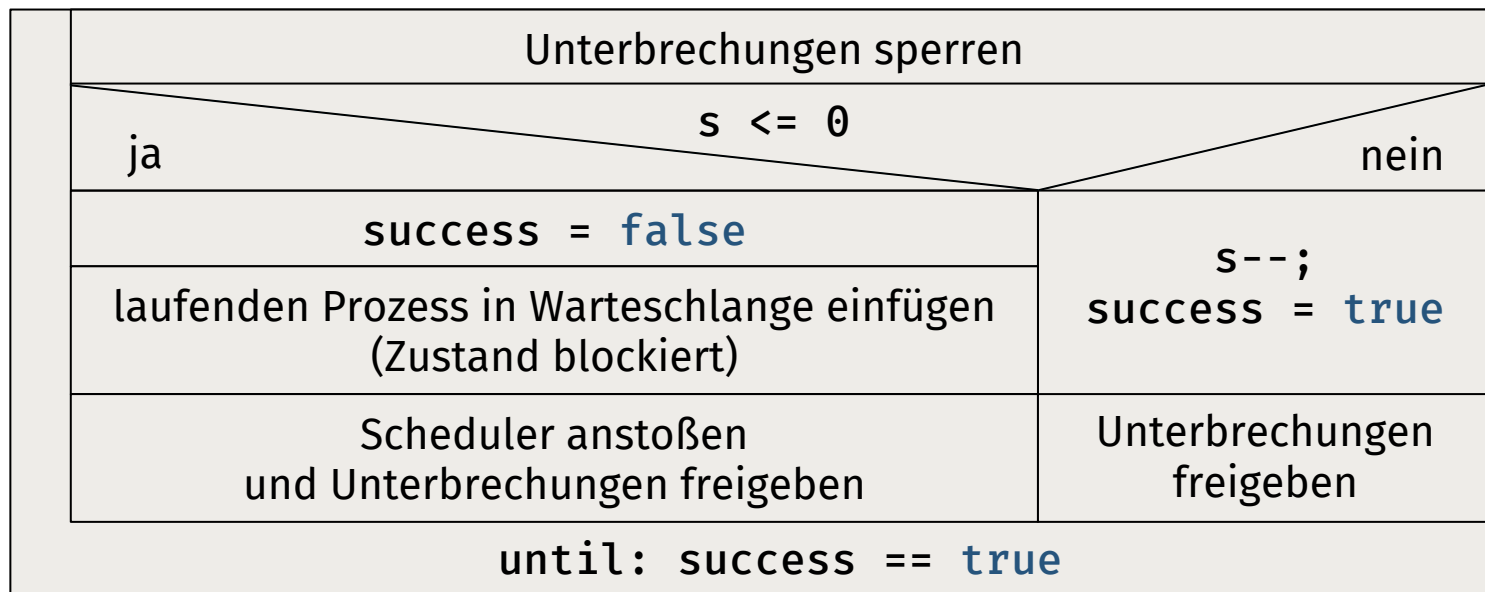 Unterbrechungen sperren
s <= 0
ja
nein
success = false
laufenden Prozess in Warteschlange einfügen
(Zustand blockiert)
Scheduler anstoßen
und Unterbrechungen freigeben
s--;
success = true
Unterbrechungen
freigeben
until: success == true